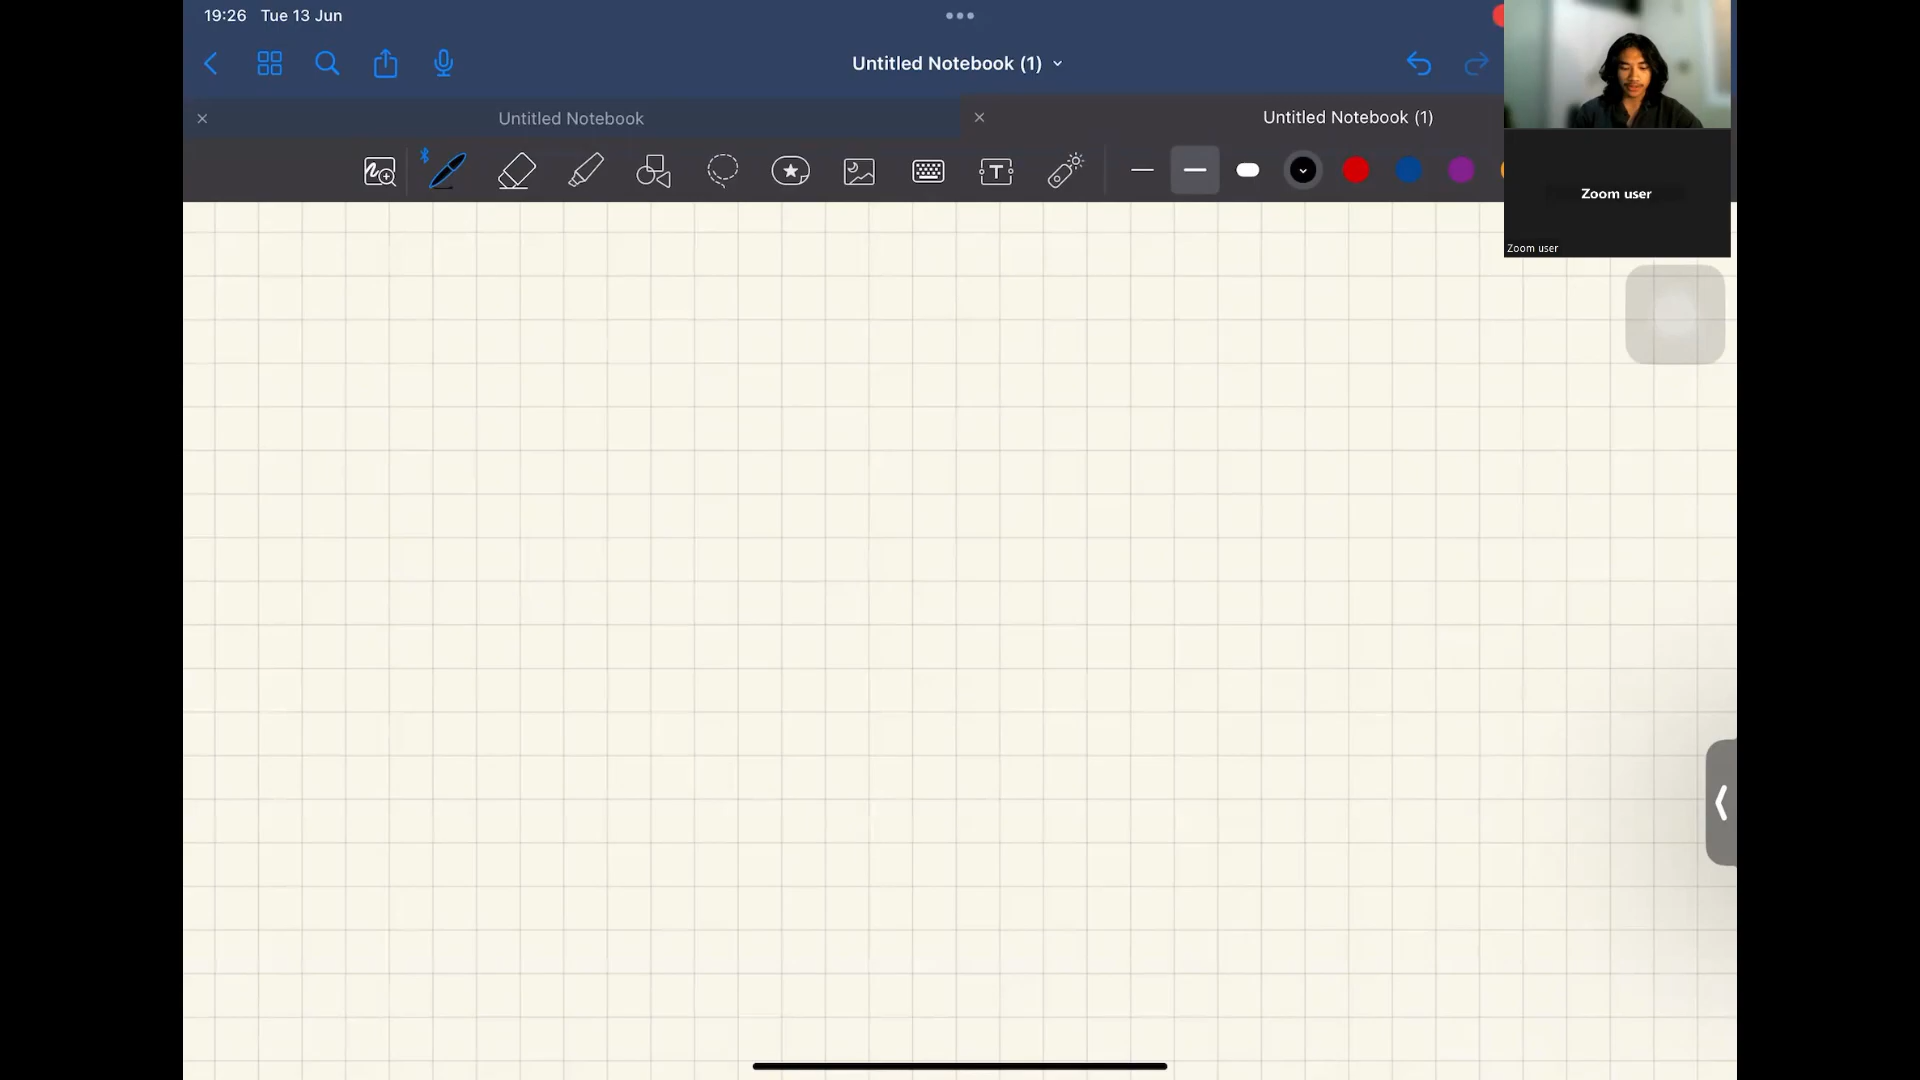 19:26 Tue 13 Jun
Untitled Notebook (1)
Untitled Notebook
Untitled Notebook (1)
T
Zoom user
Zoom user